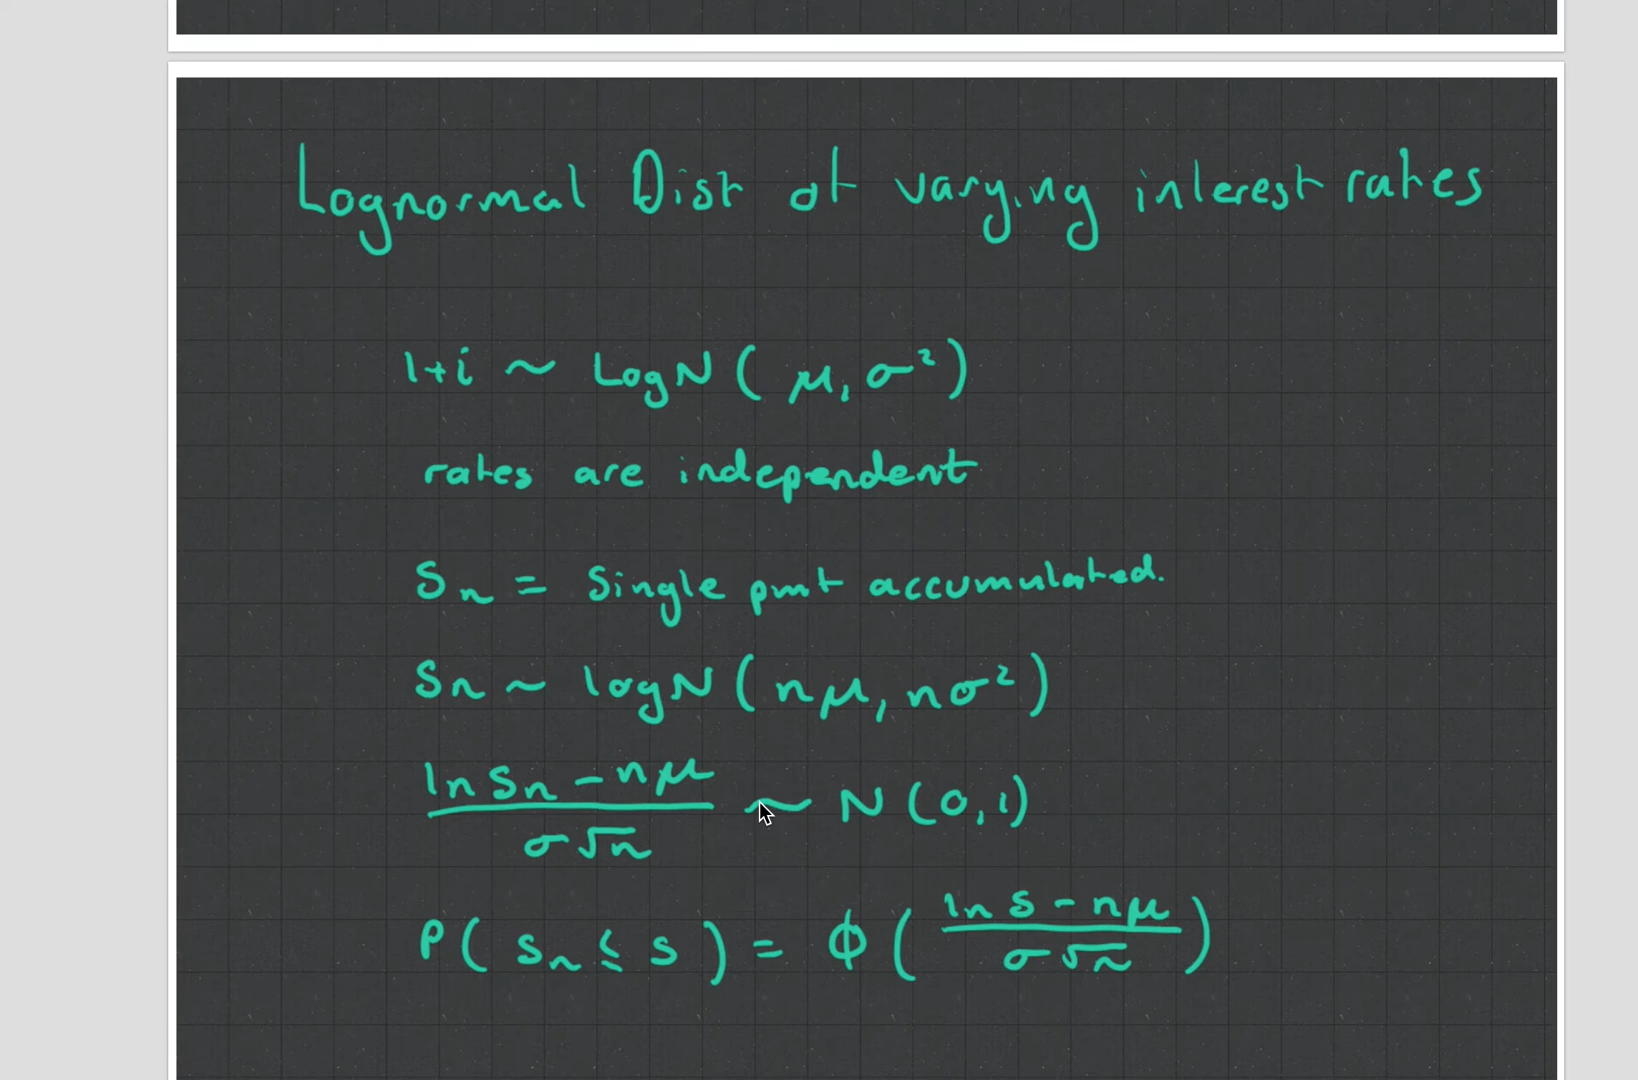 Lognormal Dist of varying interest rates
1+i ~ LogN(μ, σ²)
rates are independent
Sn = Single pmt accumulated.
Sn ~ logN(nμ, nσ²)
(ln Sn - nμ)/(σ√n) ~ N(0,1)
P(Sn ≤ s) = Φ((ln s - nμ)/(σ√n))